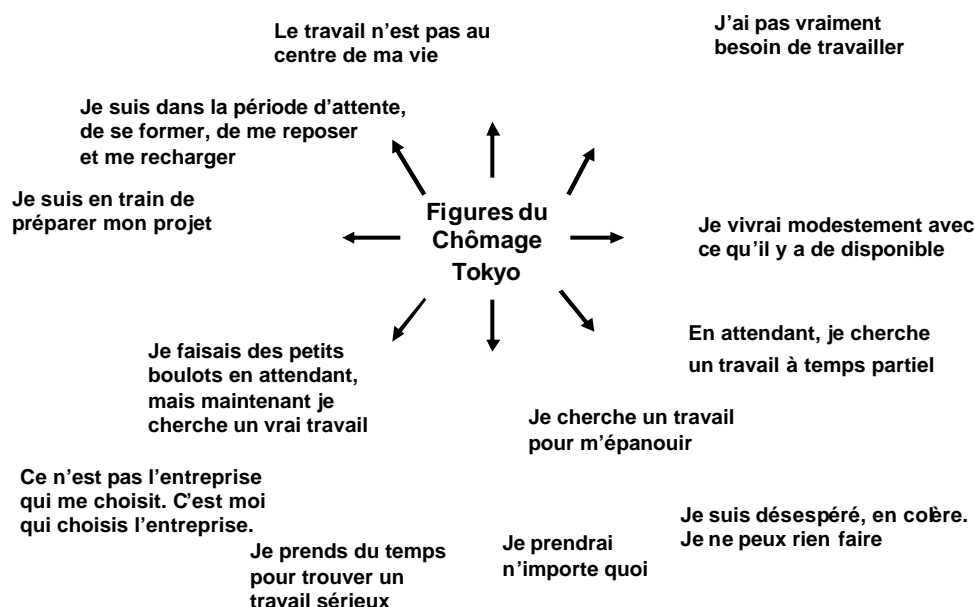 Le travail n'est pas au
centre de ma vie
J'ai pas vraiment
besoin de travailler
Je suis dans la période d'attente,
de se former, de me reposer
et me recharger
Je suis en train de
préparer mon projet
Figures du
Chômage
Tokyo
Je vivrai modestement avec
ce qu'il y a de disponible
En attendant, je cherche
un travail à temps partiel
Je faisais des petits
boulots en attendant,
mais maintenant je
cherche un vrai travail
Je cherche un travail
pour m'épanouir
Ce n'est pas l'entreprise
qui me choisit. C'est moi
qui choisis l'entreprise.
Je suis désespéré, en colère.
Je ne peux rien faire
Je prends du temps
pour trouver un
travail sérieux
Je prendrai
n'importe quoi